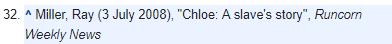 32. ^ Miller, Ray (3 July 2008), "Chloe: A slave's story", Runcorn
Weekly News